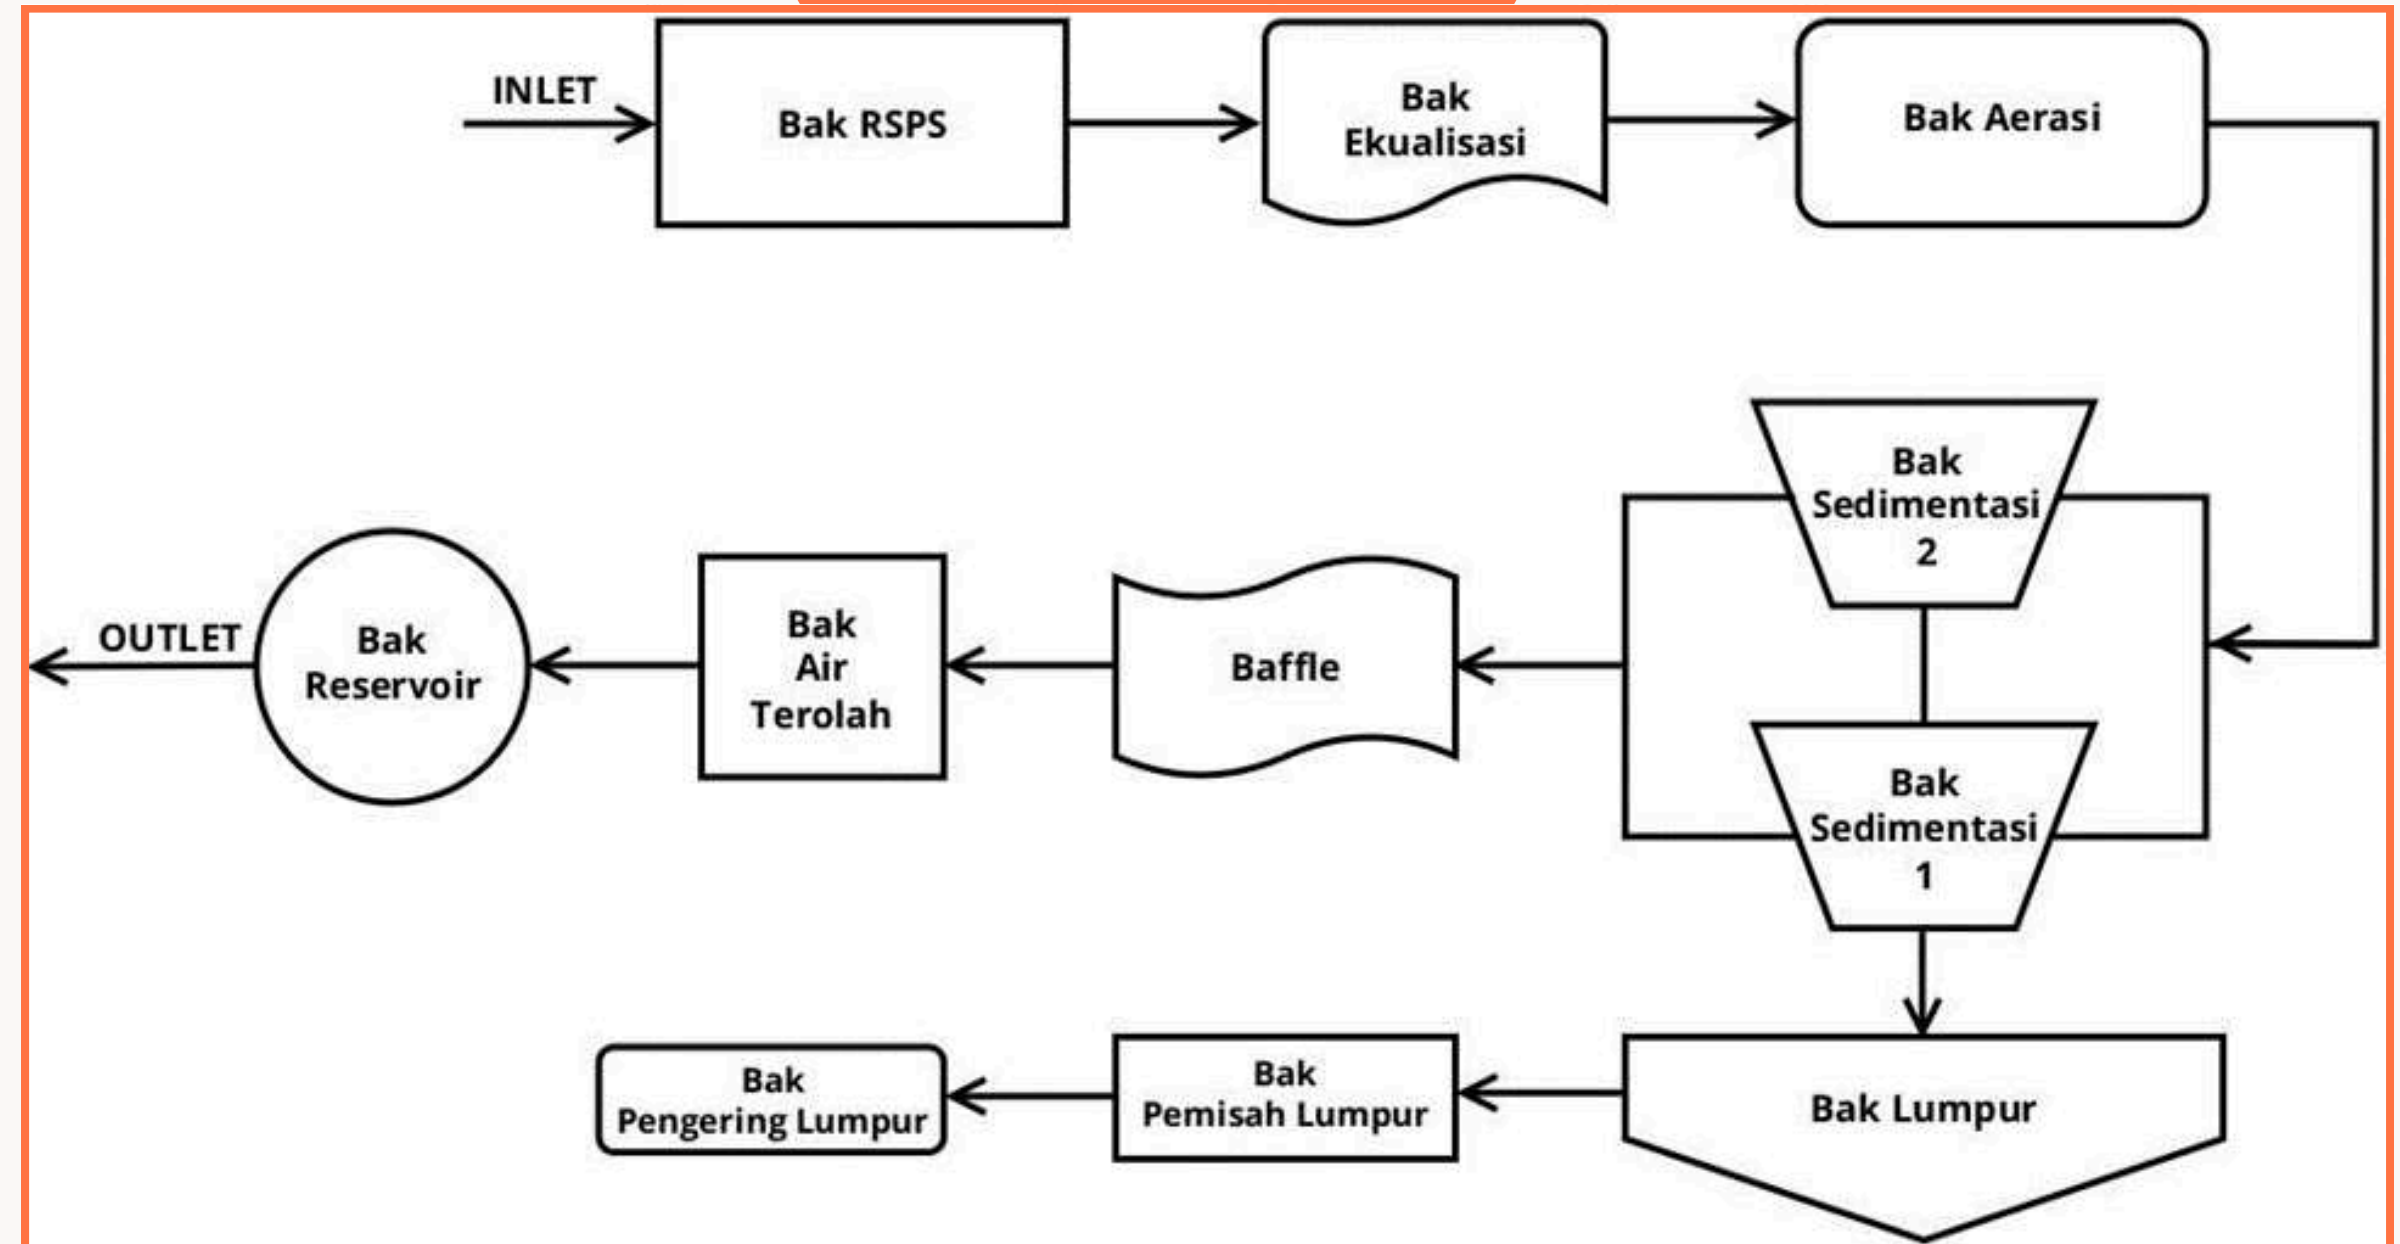 INLET
Bak RSPS
Bak
Ekualisasi
Bak Aerasi
Bak
Sedimentasi
2
OUTLET
Bak
Reservoir
Bak
Air
Terolah
Baffle
Bak
Sedimentasi
1
Bak
Pengering Lumpur
Bak
Pemisah Lumpur
Bak Lumpur